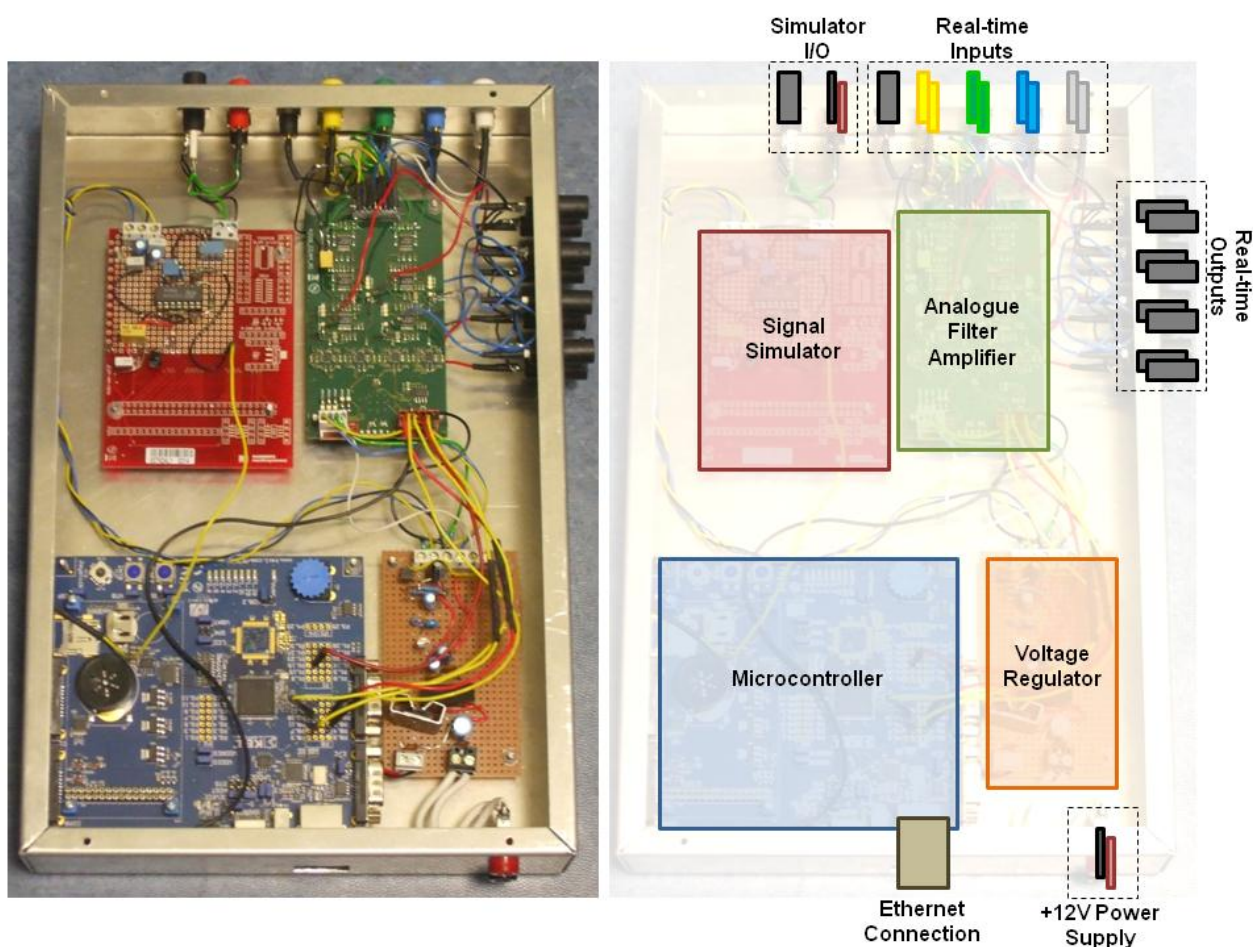 Simulator
I/O
Real-time
Inputs
Real-time
Outputs
Signal
Simulator
Analogue
Filter
Amplifier
Microcontroller
Voltage
Regulator
Ethernet
Connection
+12V Power
Supply
KEIL